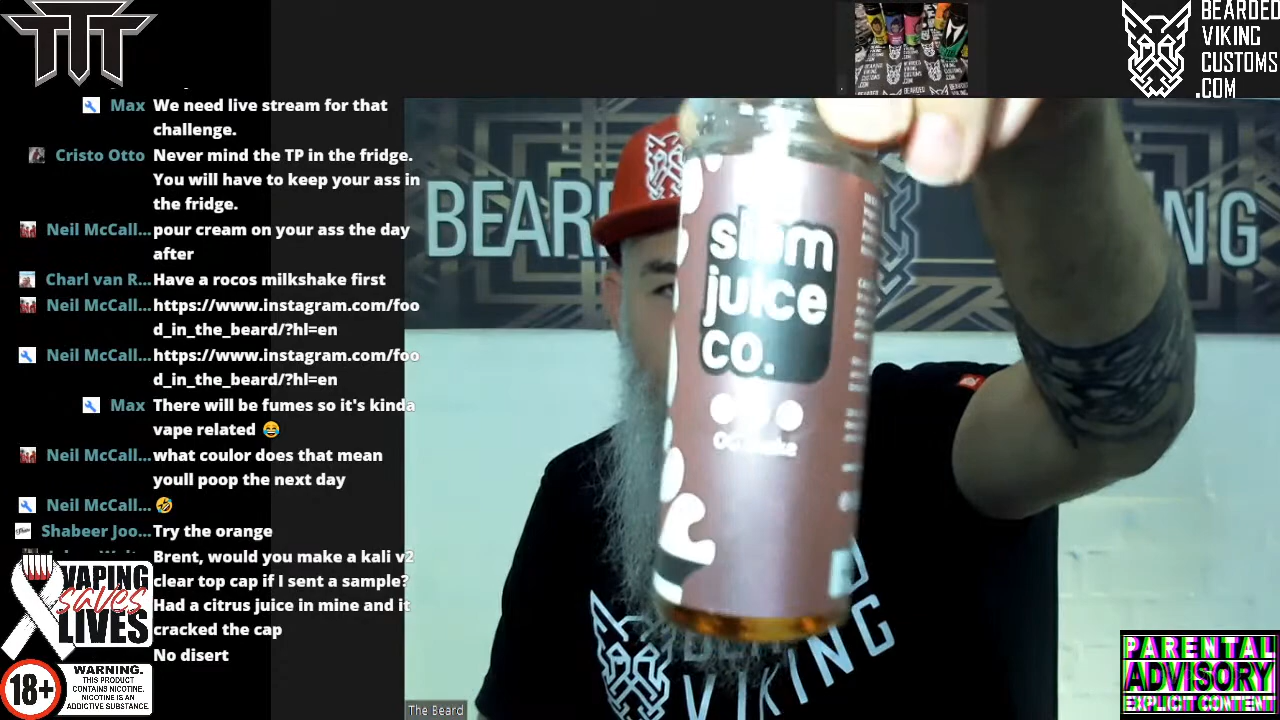 TTT
BEARDED
VIKING
CUSTOMS
.COM
Max We need live stream for that
challenge.
Cristo Otto Never mind the TP in the fridge.
You will have to keep your ass in
the fridge.
Neil McCall... pour cream on your ass the day
after
Charl van R... Have a rocos milkshake first
Neil McCall... https://www.instagram.com/foo
d_in_the_beard/?hl=en
Neil McCall... https://www.instagram.com/foo
d_in_the_beard/?hl=en
Max There will be fumes so it's kinda
vape related 😂
Neil McCall... what coulor does that mean
youll poop the next day
Neil McCall... 🤣
Shabeer Joo... Try the orange
Brent, would you make a kali v2
clear top cap if I sent a sample?
Had a citrus juice in mine and it
cracked the cap
No disert
BEAR
NG
slam
juice
co.
VIKING
The Beard
VAPING
saves
LIVES
18+
WARNING.
THIS PRODUCT
CONTAINS NICOTINE.
NICOTINE IS AN
ADDICTIVE SUBSTANCE.
PARENTAL
ADVISORY
EXPLICIT CONTENT